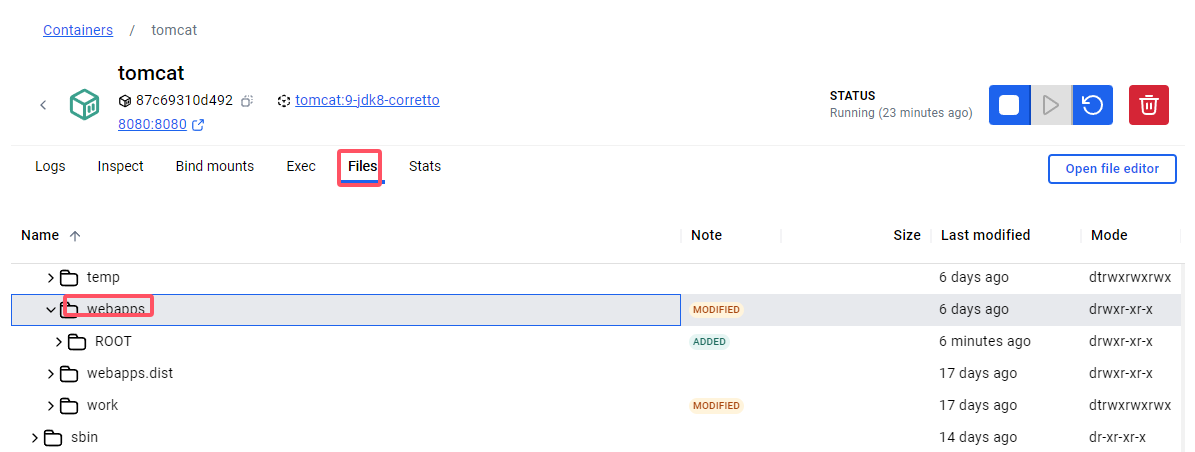 Containers / tomcat
tomcat
87c69310d492 tomcat:9-jdk8-corretto
8080:8080
STATUS
Running (23 minutes ago)
Logs Inspect Bind mounts Exec Files Stats
Open file editor
Name Note Size Last modified Mode
temp 6 days ago dtrwxrwxrwx
webapps MODIFIED 6 days ago drwxr-xr-x
ROOT ADDED 6 minutes ago drwxr-xr-x
webapps.dist 17 days ago drwxr-xr-x
work MODIFIED 17 days ago dtrwxrwxrwx
sbin 14 days ago dr-xr-xr-x